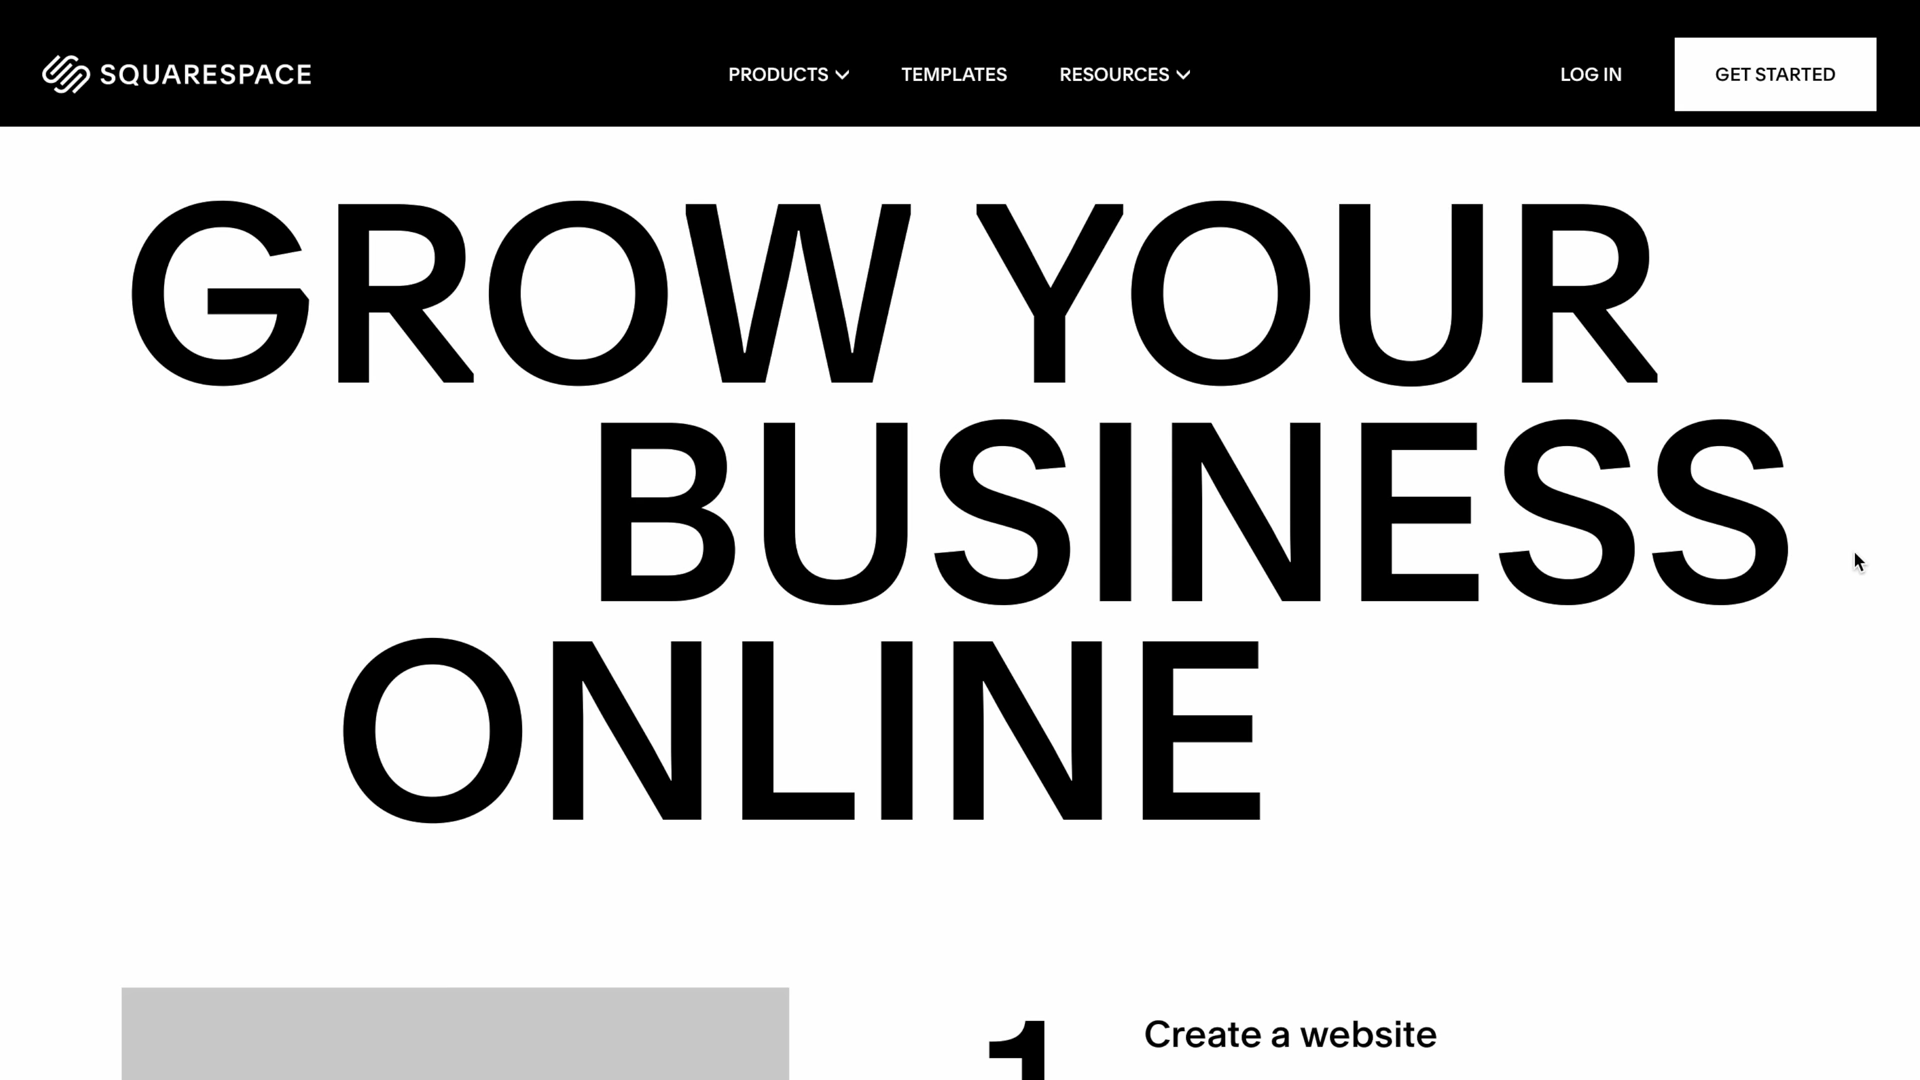 SQUARESPACE
PRODUCTS
TEMPLATES
RESOURCES
LOG IN
GET STARTED
GROW YOUR
BUSINESS
ONLINE
1
Create a website